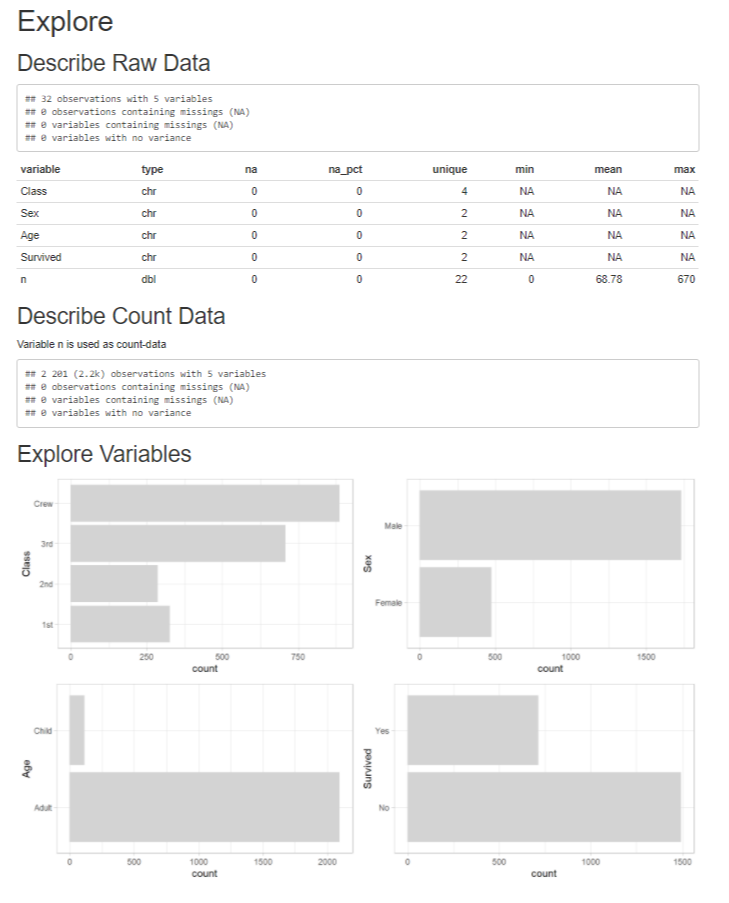 Explore
Describe Raw Data
## 32 observations with 5 variables
## 0 observations containing missings (NA)
## 0 variables containing missings (NA)
## 0 variables with no variance
variable type na na_pct unique min mean max
Class chr 0 0 4 NA NA NA
Sex chr 0 0 2 NA NA NA
Age chr 0 0 2 NA NA NA
Survived chr 0 0 2 NA NA NA
n dbl 0 0 22 0 68.78 670
Describe Count Data
Variable n is used as count-data
## 2 201 (2.2k) observations with 5 variables
## 0 observations containing missings (NA)
## 0 variables containing missings (NA)
## 0 variables with no variance
Explore Variables
Class
Crew
3rd
2nd
1st
0 250 500 750
count
Sex
Male
Female
0 500 1000 1500
count
Age
Child
Adult
0 500 1000 1500 2000
count
Survived
Yes
No
0 500 1000 1500
count